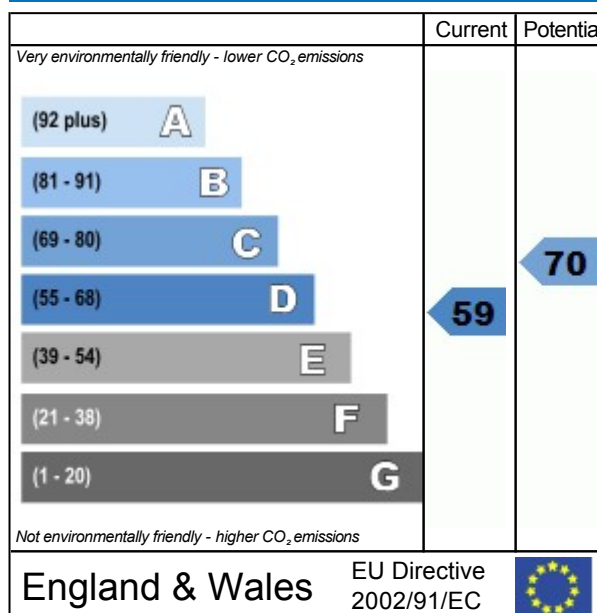 Current Potentia
Very environmentally friendly - lower CO₂ emissions
(92 plus) A
(81 - 91) B
(69 - 80) C
70
(55 - 68) D
59
(39 - 54) E
(21 - 38) F
(1 - 20) G
Not environmentally friendly - higher CO₂ emissions
England & Wales
EU Directive
2002/91/EC